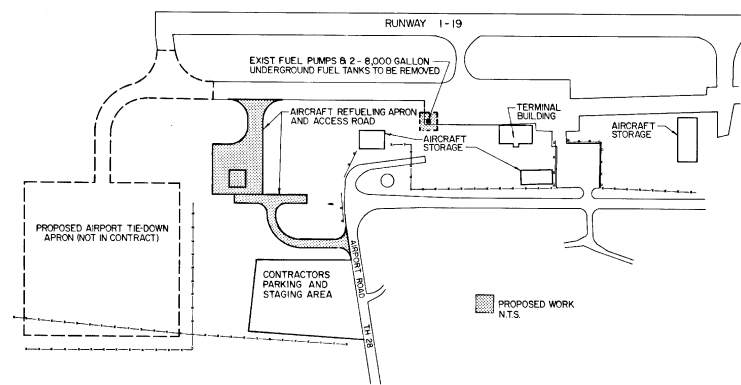 RUNWAY 1-19
EXIST FUEL PUMPS & 2-8,000 GALLON
UNDERGROUND FUEL TANKS TO BE REMOVED
AIRCRAFT REFUELING APRON
AND ACCESS ROAD
TERMINAL
BUILDING
AIRCRAFT
STORAGE
AIRCRAFT
STORAGE
PROPOSED AIRPORT TIE-DOWN
APRON (NOT IN CONTRACT)
CONTRACTORS
PARKING AND
STAGING AREA
AIRPORT ROAD
TH 28
PROPOSED WORK
N.T.S.